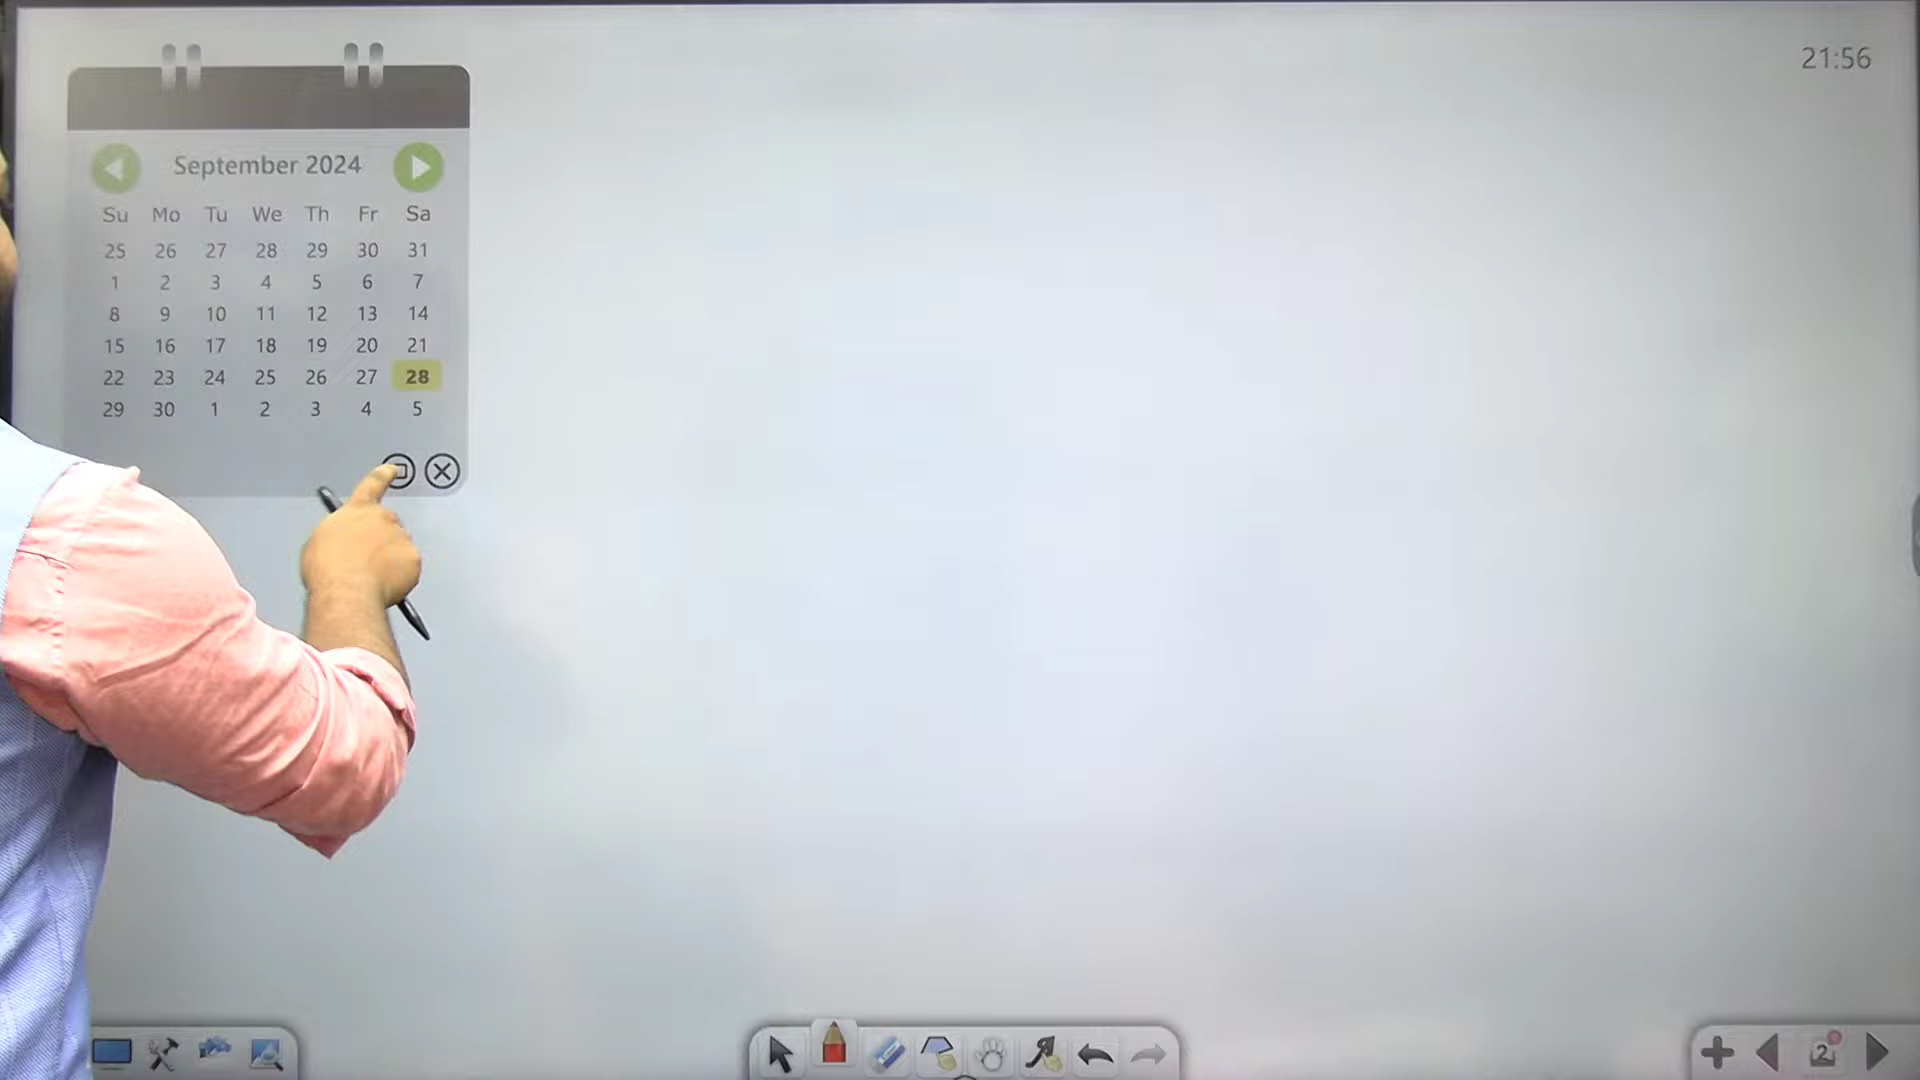 21:56
September 2024
Su Mo Tu We Th Fr Sa
25 26 27 28 29 30 31
1 2 3 4 5 6 7
8 9 10 11 12 13 14
15 16 17 18 19 20 21
22 23 24 25 26 27 28
29 30 1 2 3 4 5
2